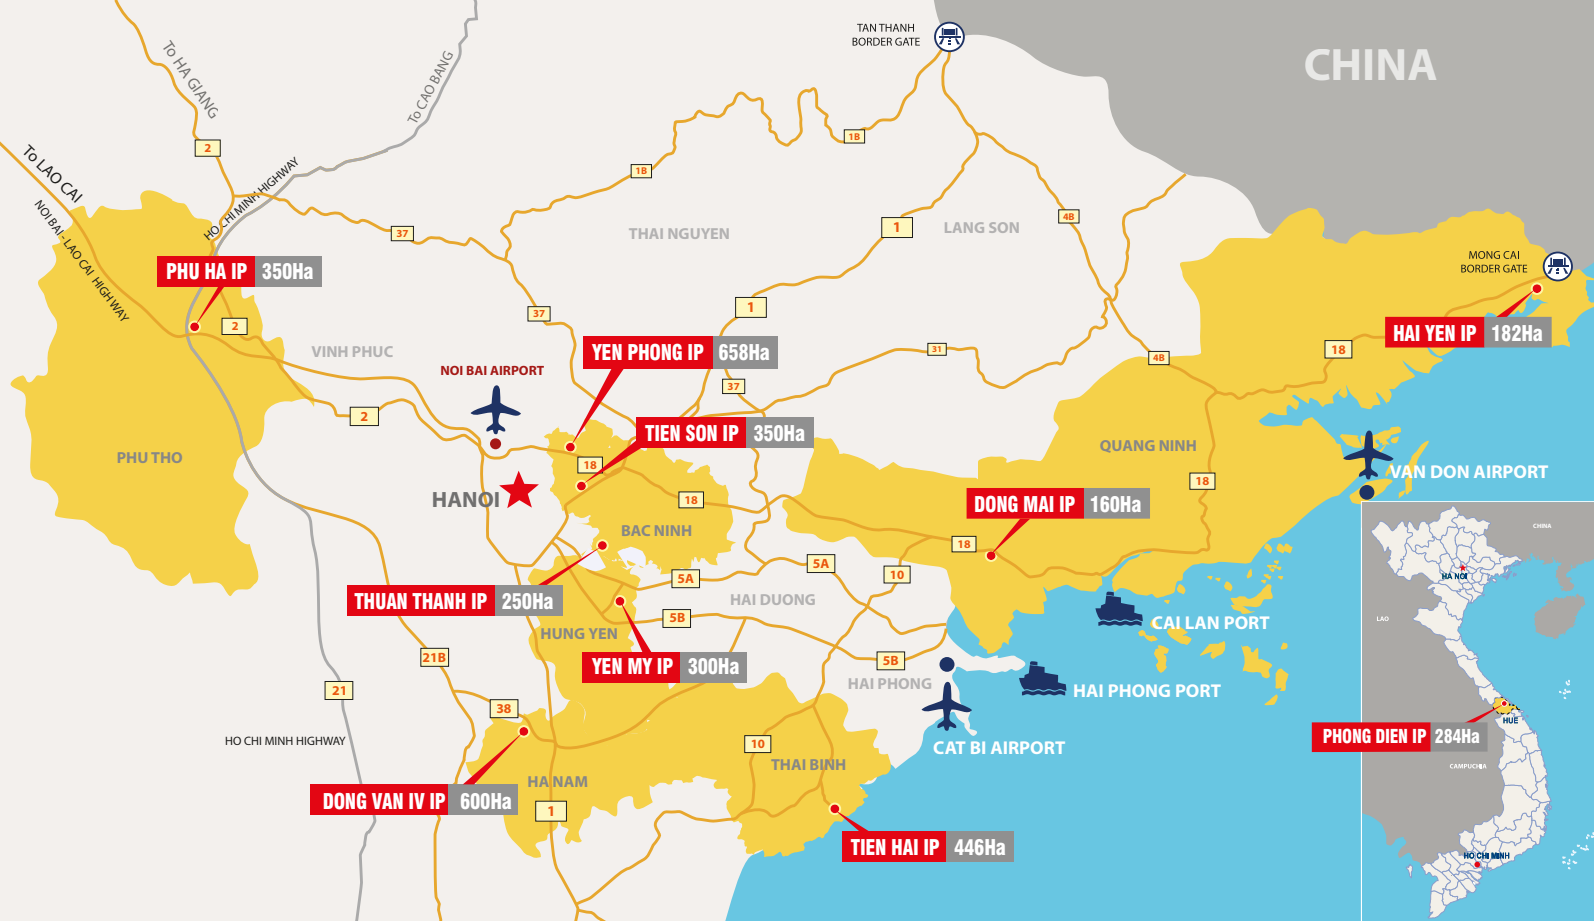 TAN THANH
BORDER GATE
CHINA
To HA GIANG
To CAO BANG
2
1B
1B
To LAO CAI
HO CHI MINH HIGHWAY
NOI BAI - LAO CAI HIGHWAY
37
THAI NGUYEN
1
LANG SON
4B
MONG CAI
BORDER GATE
PHU HA IP 350Ha
2
37
1
HAI YEN IP 182Ha
VINH PHUC
YEN PHONG IP 658Ha
31
4B
18
NOI BAI AIRPORT
37
2
TIEN SON IP 350Ha
QUANG NINH
PHU THO
18
18
VAN DON AIRPORT
HANOI
18
DONG MAI IP 160Ha
BAC NINH
18
CHINA
5A
5A
10
HA NOI
THUAN THANH IP 250Ha
HAI DUONG
5B
CAI LAN PORT
LAO
HUNG YEN
21B
YEN MY IP 300Ha
5B
HAI PHONG
21
HAI PHONG PORT
38
HO CHI MINH HIGHWAY
10
CAT BI AIRPORT
HUE
PHONG DIEN IP 284Ha
THAI BINH
CAMPUCHIA
HA NAM
DONG VAN IV IP 600Ha
1
TIEN HAI IP 446Ha
HO CHI MINH